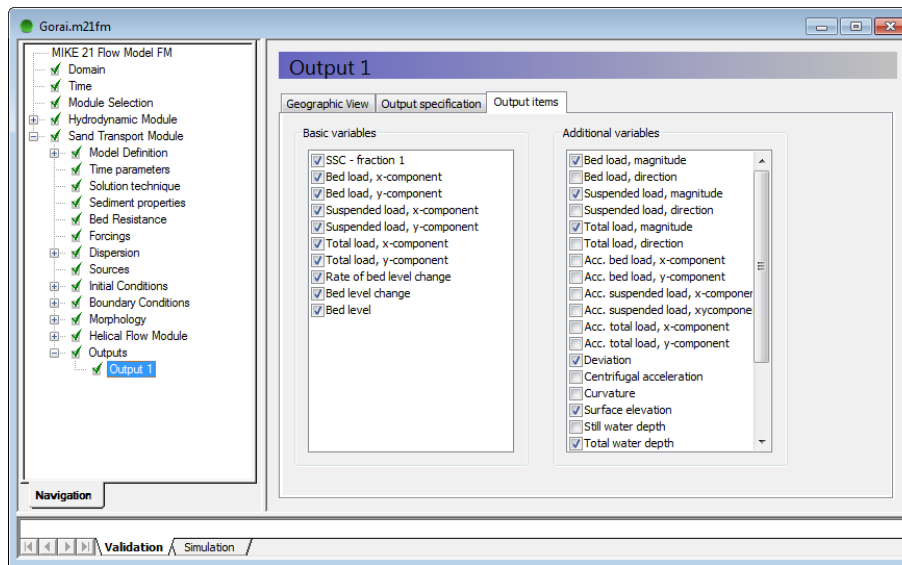 Gorai.m21fm
MIKE 21 Flow Model FM
Domain
Time
Module Selection
Hydrodynamic Module
Sand Transport Module
Model Definition
Time parameters
Solution technique
Sediment properties
Bed Resistance
Forcings
Dispersion
Sources
Initial Conditions
Boundary Conditions
Morphology
Helical Flow Module
Outputs
Output 1
Navigation
Output 1
Geographic View
Output specification
Output items
Basic variables
SSC - fraction 1
Bed load, x-component
Bed load, y-component
Suspended load, x-component
Suspended load, y-component
Total load, x-component
Total load, y-component
Rate of bed level change
Bed level change
Bed level
Additional variables
Bed load, magnitude
Bed load, direction
Suspended load, magnitude
Suspended load, direction
Total load, magnitude
Total load, direction
Acc. bed load, x-component
Acc. bed load, y-component
Acc. suspended load, x-componer
Acc. suspended load, xycompone
Acc. total load, x-component
Acc. total load, y-component
Deviation
Centrifugal acceleration
Curvature
Surface elevation
Still water depth
Total water depth
Validation
Simulation